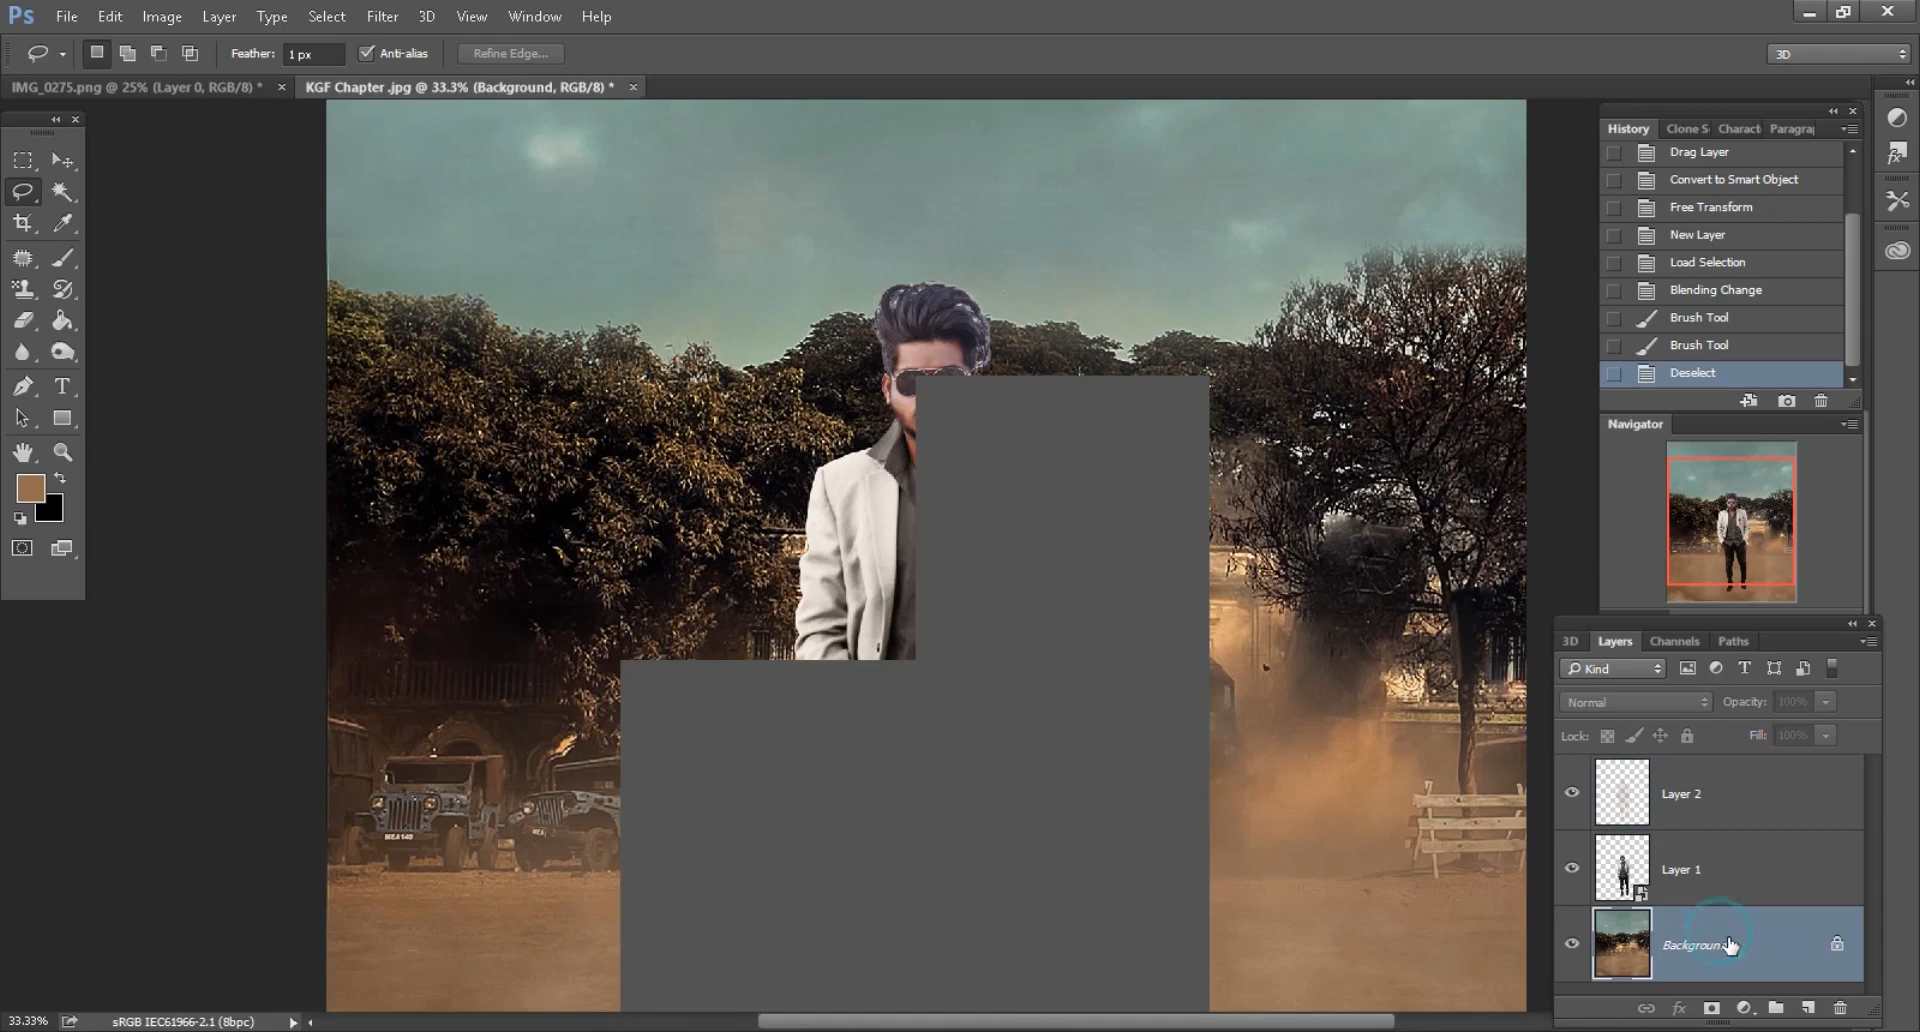 Ps File Edit Image Layer Type Select Filter 3D View Window Help
Feather: 1 px Anti-alias Refine Edge... 3D
IMG_0275.png @ 25% (Layer 0, RGB/8) * × KGF Chapter .jpg @ 33.3% (Background, RGB/8) * ×
History Clone S Charact Paragra
Drag Layer
Convert to Smart Object
Free Transform
New Layer
Load Selection
Blending Change
Brush Tool
Brush Tool
Deselect
Navigator
3D Layers Channels Paths
Kind
Normal Opacity: 100%
Lock: Fill: 100%
Layer 2
Layer 1
Backgroun
33.33% sRGB IEC61966-2.1 (8bpc)